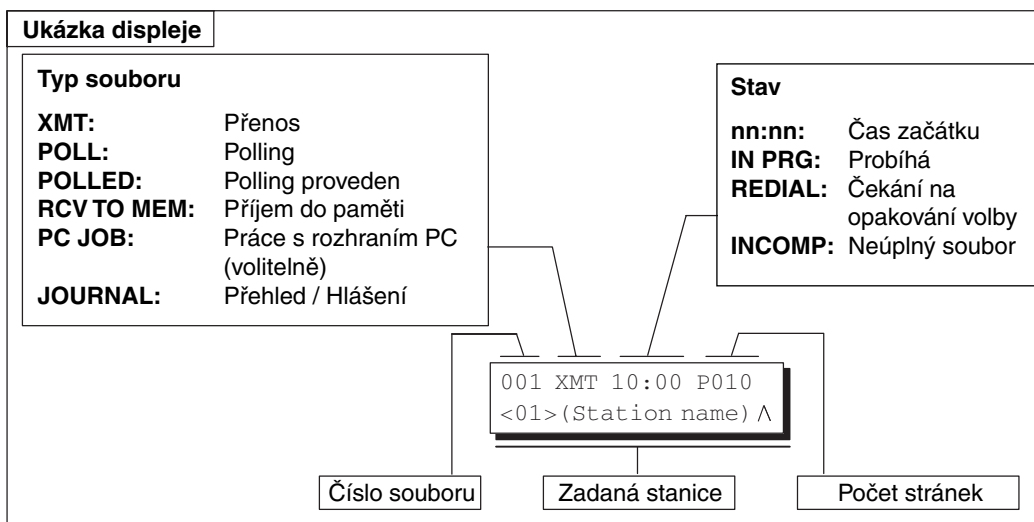 Ukázka displeje
Typ souboru
XMT: Přenos
POLL: Polling
POLLED: Polling proveden
RCV TO MEM: Příjem do paměti
PC JOB: Práce s rozhraním PC
(volitelně)
JOURNAL: Přehled / Hlášení
Stav
nn:nn: Čas začátku
IN PRG: Probíhá
REDIAL: Čekání na
opakování volby
INCOMP: Neúplný soubor
001 XMT 10:00 P010
<01>(Station name) Λ
Číslo souboru
Zadaná stanice
Počet stránek